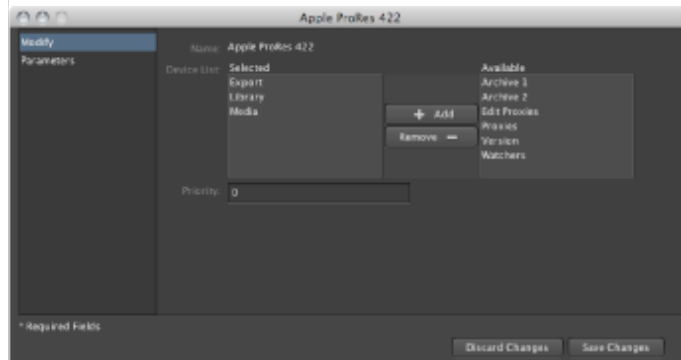 Apple ProRes 422
Modify
Parameters
Name: Apple ProRes 422
Device List: Selected
Export
Library
Media
Available
Archive 1
Archive 2
Edit Proxies
Proxies
Version
Watchers
+ Add
Remove −
Priority: 0
* Required Fields
Discard Changes
Save Changes